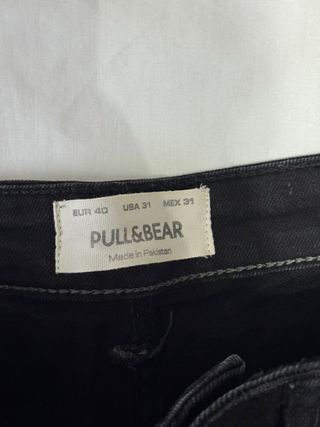 EUR 40 USA 31 MEX 31
PULL&BEAR
Made in Pakistan